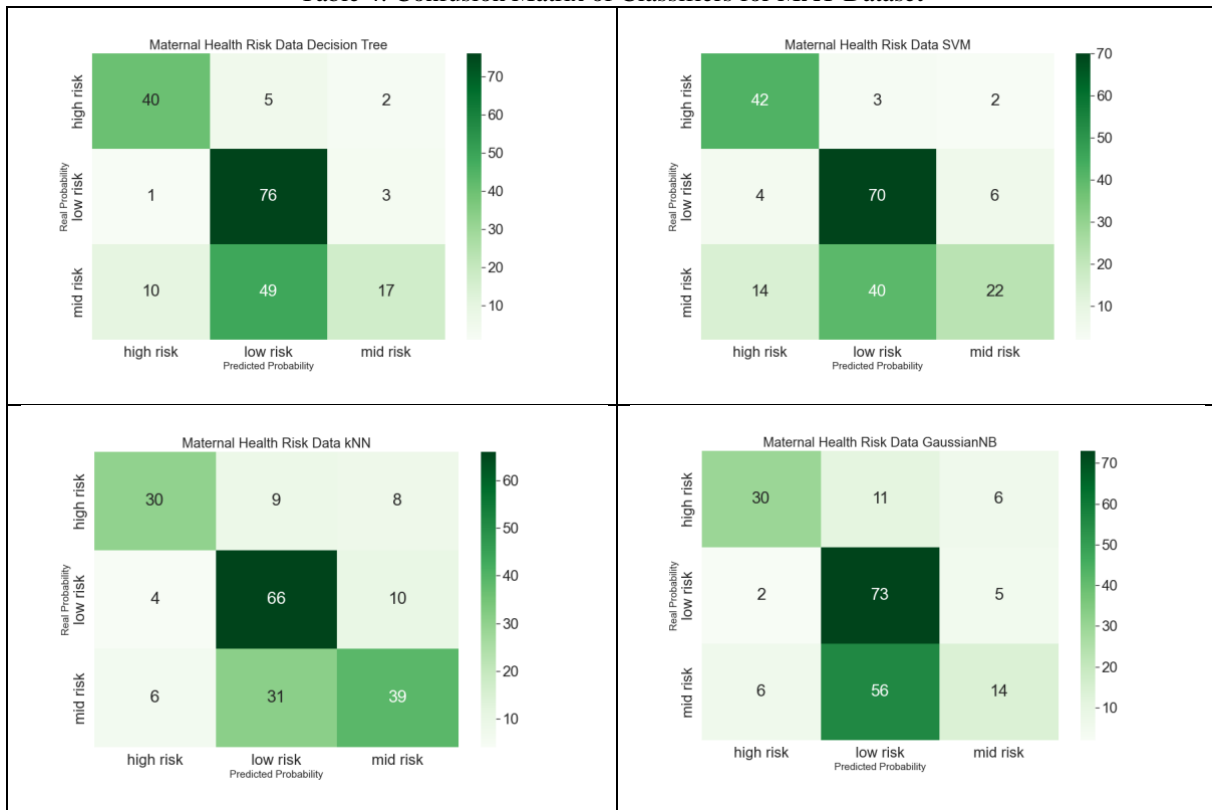 Maternal Health Risk Data Decision Tree
high risk 40 5 2
Real Probability
low risk 1 76 3
mid risk 10 49 17
high risk low risk mid risk
Predicted Probability
70
60
50
40
30
20
10
Maternal Health Risk Data SVM
high risk 42 3 2
Real Probability
low risk 4 70 6
mid risk 14 40 22
high risk low risk mid risk
Predicted Probability
70
60
50
40
30
20
10
Maternal Health Risk Data kNN
high risk 30 9 8
Real Probability
low risk 4 66 10
mid risk 6 31 39
high risk low risk mid risk
Predicted Probability
60
50
40
30
20
10
Maternal Health Risk Data GaussianNB
high risk 30 11 6
Real Probability
low risk 2 73 5
mid risk 6 56 14
high risk low risk mid risk
Predicted Probability
70
60
50
40
30
20
10